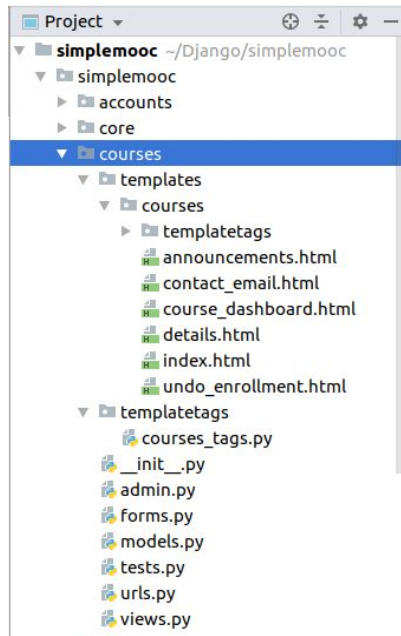 Project
simplemooc ~/Django/simplemooc
simplemooc
accounts
core
courses
templates
courses
templatetags
announcements.html
contact_email.html
course_dashboard.html
details.html
index.html
undo_enrollment.html
templatetags
courses_tags.py
__init__.py
admin.py
forms.py
models.py
tests.py
urls.py
views.py